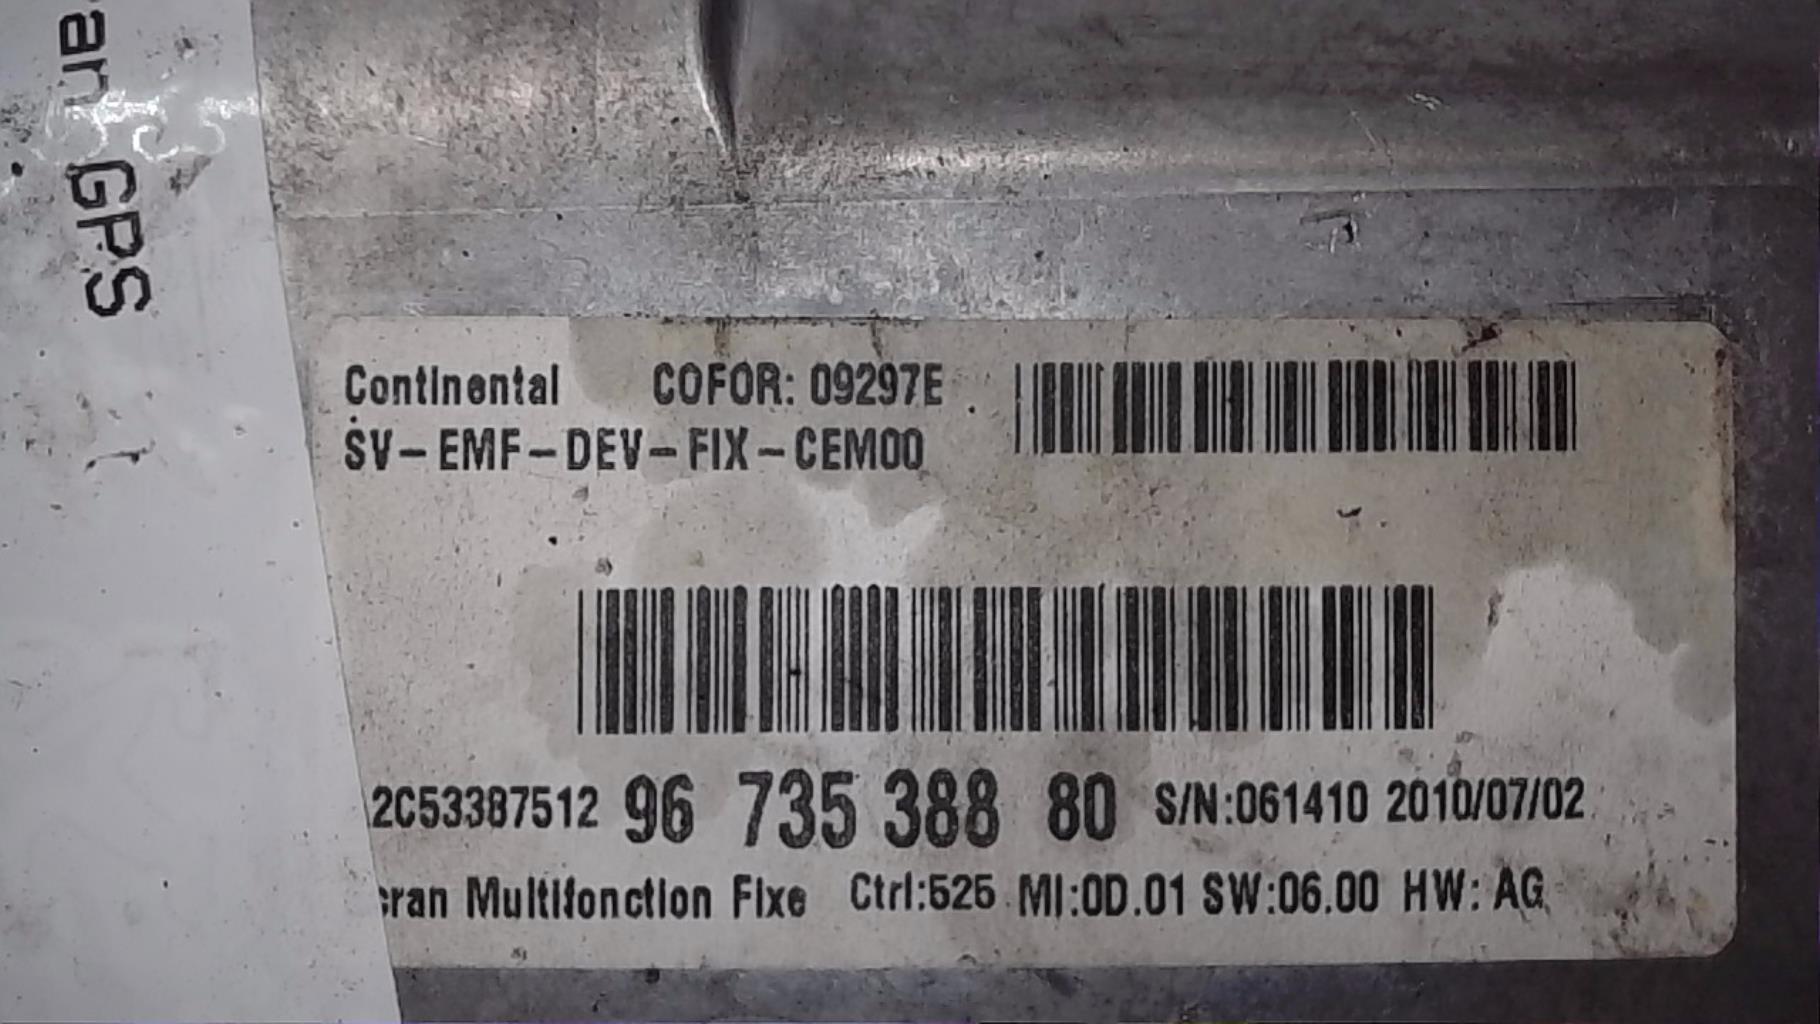 ran GPS
Continental COFOR: 09297E
SV-EMF-DEV-FIX-CEM00
2C53387512 96 735 388 80 S/N:061410 2010/07/02
cran Multifonction Fixe Ctrl:525 MI:0D.01 SW:06.00 HW: AG